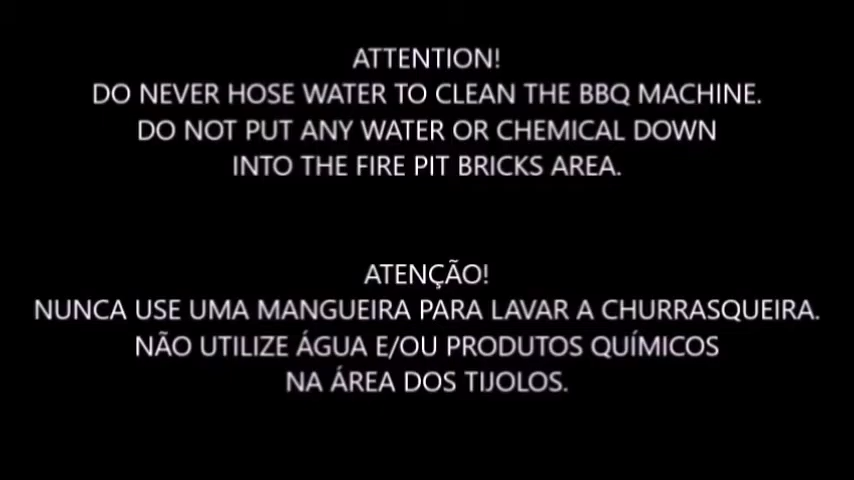 ATTENTION!
DO NEVER HOSE WATER TO CLEAN THE BBQ MACHINE.
DO NOT PUT ANY WATER OR CHEMICAL DOWN
INTO THE FIRE PIT BRICKS AREA.
ATENÇÃO!
NUNCA USE UMA MANGUEIRA PARA LAVAR A CHURRASQUEIRA.
NÃO UTILIZE ÁGUA E/OU PRODUTOS QUÍMICOS
NA ÁREA DOS TIJOLOS.